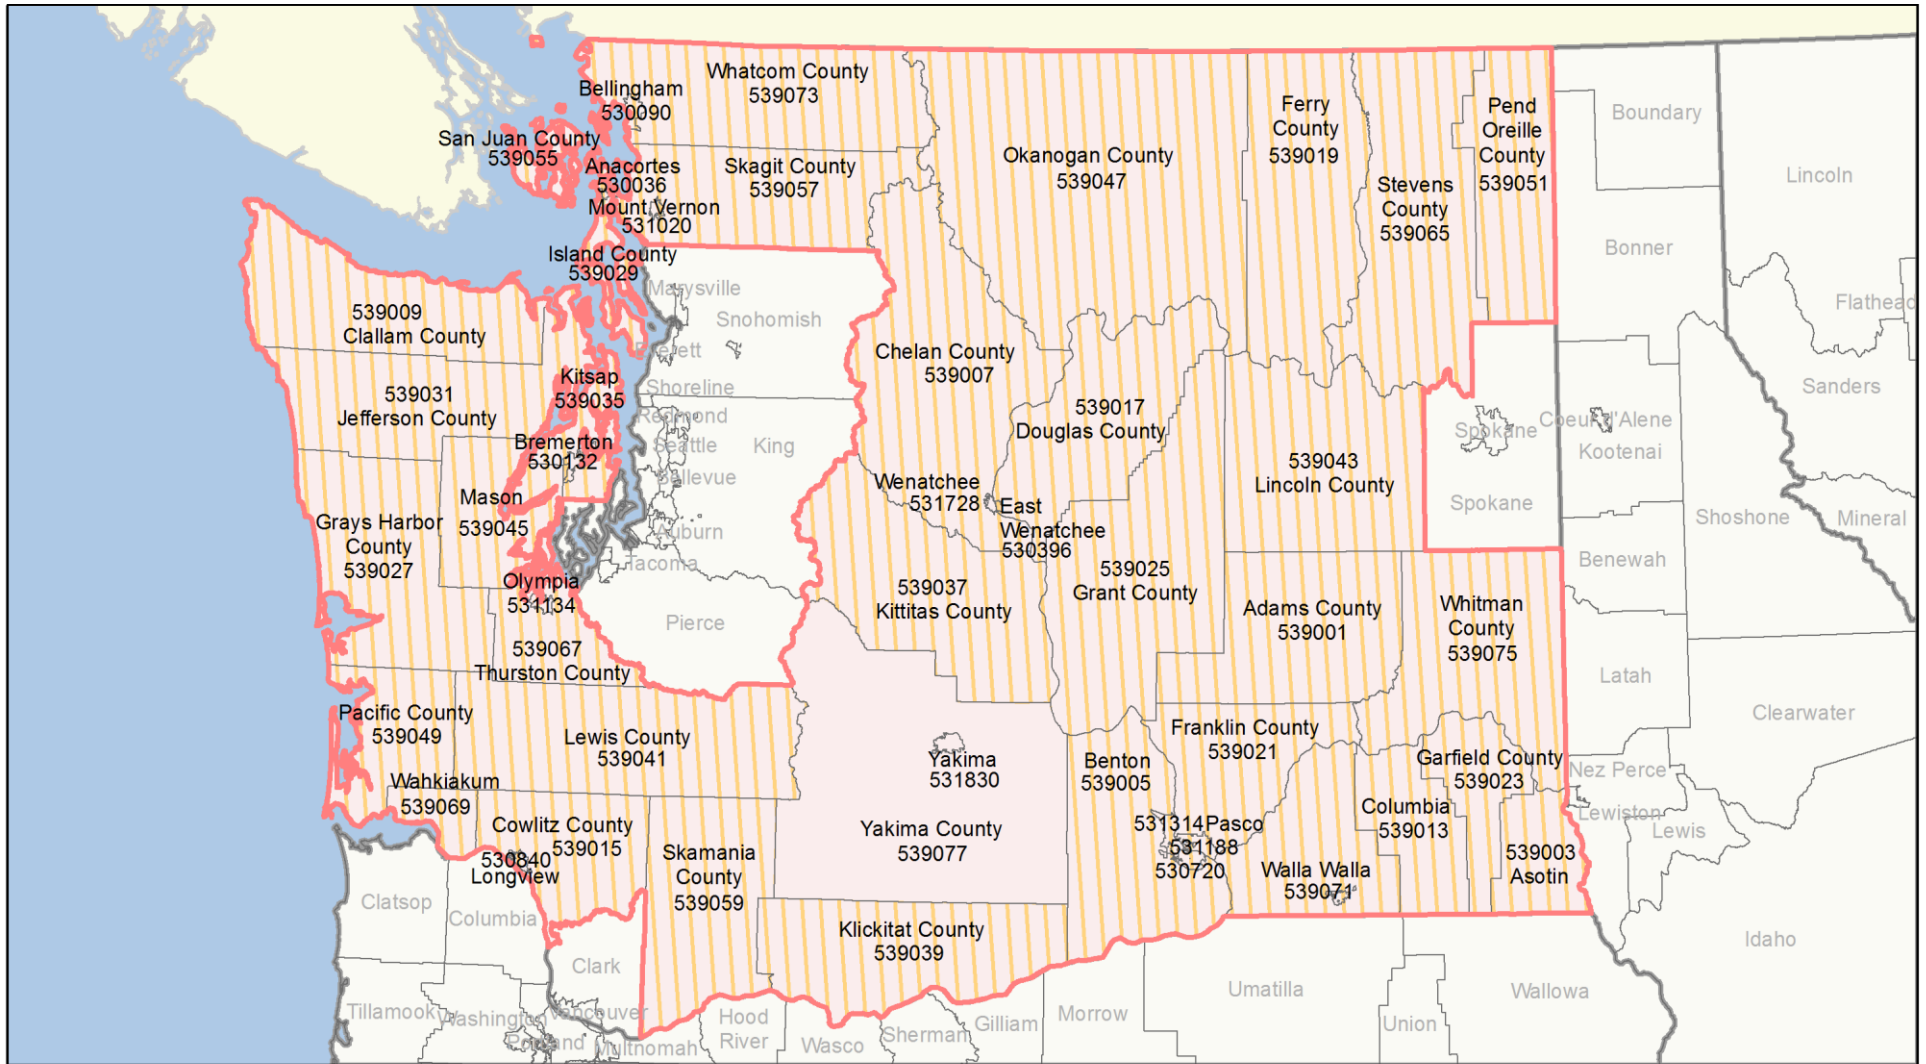 Whatcom County
539073
Bellingham
530090
San Juan County
539055
Anacortes
530036
Skagit County
539057
Mount Vernon
531020
Island County
539029
Okanogan County
539047
Ferry
County
539019
Stevens
County
539065
Pend
Oreille
County
539051
Boundary
Lincoln
Bonner
Flathead
Sanders
Marysville
Snohomish
Everett
Shoreline
Redmond
Seattle
King
Bellevue
Auburn
Tacoma
Pierce
539009
Clallam County
539031
Jefferson County
Kitsap
539035
Bremerton
530132
Mason
539045
Grays Harbor
County
539027
Olympia
531134
539067
Thurston County
Chelan County
539007
539017
Douglas County
Wenatchee
531728
East
Wenatchee
530396
539037
Kittitas County
539025
Grant County
539043
Lincoln County
Spokane
Spokane
Coeur d'Alene
Kootenai
Shoshone
Mineral
Benewah
Adams County
539001
Whitman
County
539075
Latah
Clearwater
Pacific County
539049
Lewis County
539041
Wahkiakum
539069
Cowlitz County
539015
530840
Longview
Skamania
County
539059
Yakima
531830
Yakima County
539077
Klickitat County
539039
Benton
539005
Franklin County
539021
531314 Pasco
531188
530720
Walla Walla
539071
Columbia
539013
Garfield County
539023
539003
Asotin
Nez Perce
Lewiston
Lewis
Idaho
Clatsop
Columbia
Clark
Tillamook
Washington
Vancouver
Portland
Multnomah
Hood
River
Wasco
Sherman
Gilliam
Morrow
Umatilla
Union
Wallowa